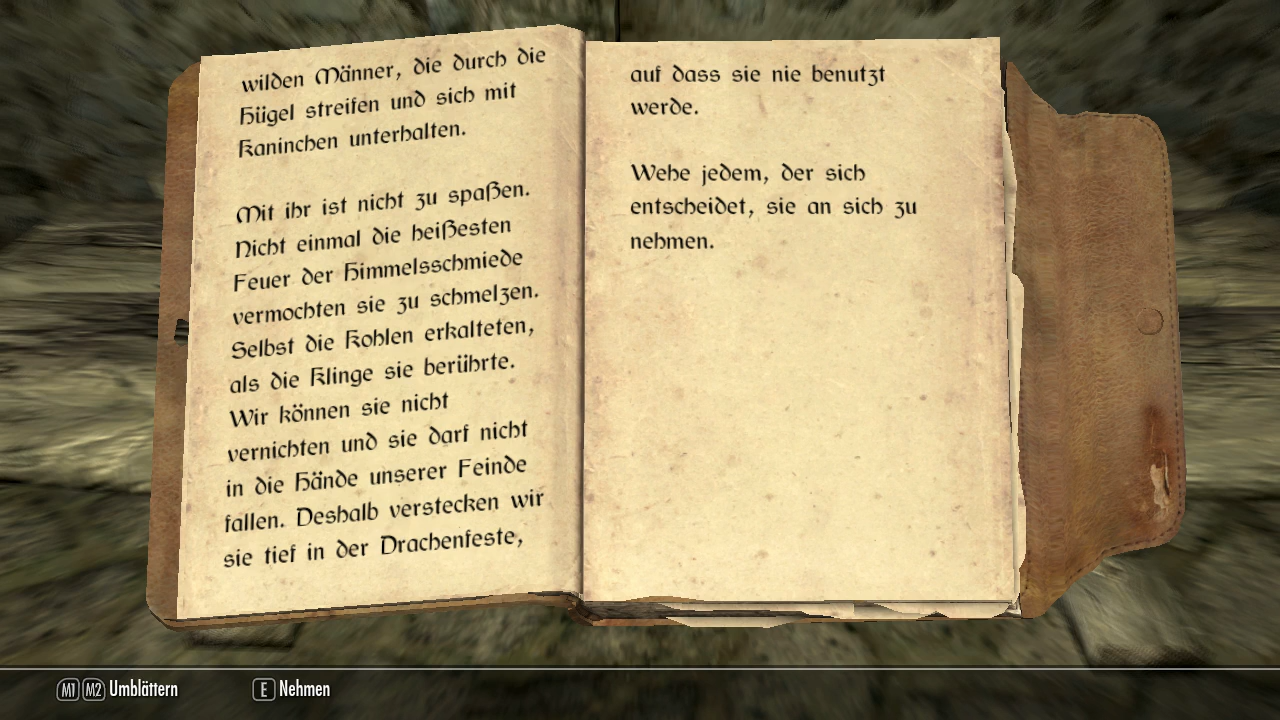 wilden Männer, die durch die
Hügel streifen und sich mit
Kaninchen unterhalten.
Mit ihr ist nicht zu spaßen.
Nicht einmal die heißesten
Feuer der Himmelsschmiede
vermochten sie zu schmelzen.
Selbst die Kohlen erkalteten,
als die Klinge sie berührte.
Wir können sie nicht
vernichten und sie darf nicht
in die Hände unserer Feinde
fallen. Deshalb verstecken wir
sie tief in der Drachenfeste,
auf dass sie nie benutzt
werde.
Wehe jedem, der sich
entscheidet, sie an sich zu
nehmen.
M1 M2 Umblättern
E Nehmen